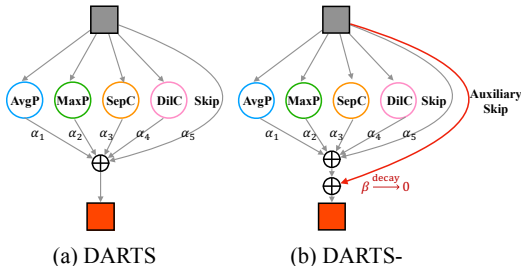 AvgP MaxP SepC DilC Skip
α1 α2 α3 α4 α5
(a) DARTS
AvgP MaxP SepC DilC Skip
Auxiliary
Skip
α1 α2 α3 α4 α5
decay
β → 0
(b) DARTS-